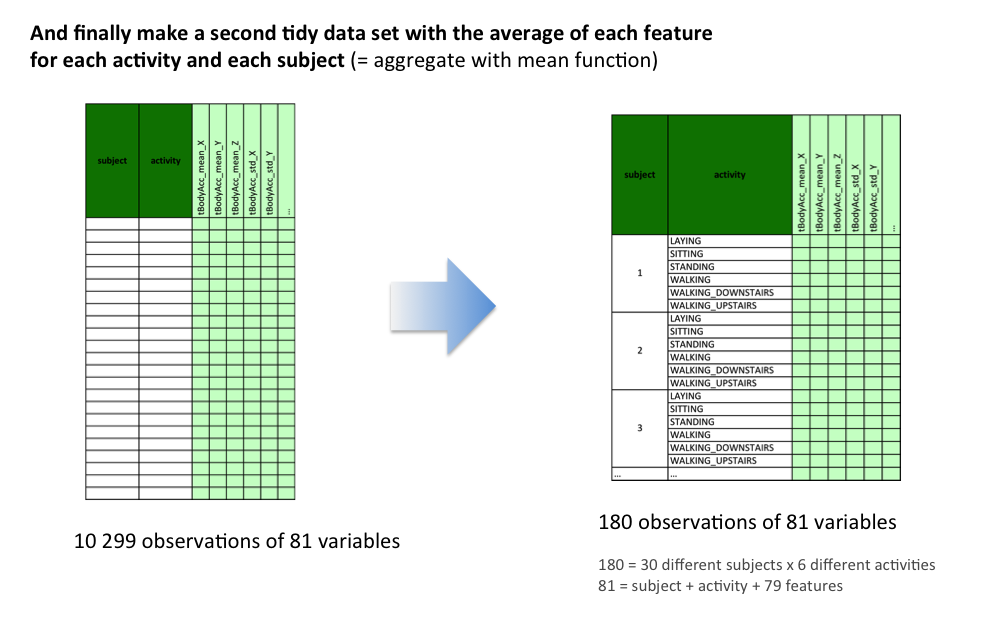 And finally make a second tidy data set with the average of each feature
for each activity and each subject (= aggregate with mean function)
subject
activity
tBodyAcc_mean_X
tBodyAcc_mean_Y
tBodyAcc_mean_Z
tBodyAcc_std_X
tBodyAcc_std_Y
...
10 299 observations of 81 variables
subject
activity
tBodyAcc_mean_X
tBodyAcc_mean_Y
tBodyAcc_mean_Z
tBodyAcc_std_X
tBodyAcc_std_Y
...
1
LAYING
SITTING
STANDING
WALKING
WALKING_DOWNSTAIRS
WALKING_UPSTAIRS
2
LAYING
SITTING
STANDING
WALKING
WALKING_DOWNSTAIRS
WALKING_UPSTAIRS
3
LAYING
SITTING
STANDING
WALKING
WALKING_DOWNSTAIRS
WALKING_UPSTAIRS
...
...
180 observations of 81 variables
180 = 30 different subjects x 6 different activities
81 = subject + activity + 79 features